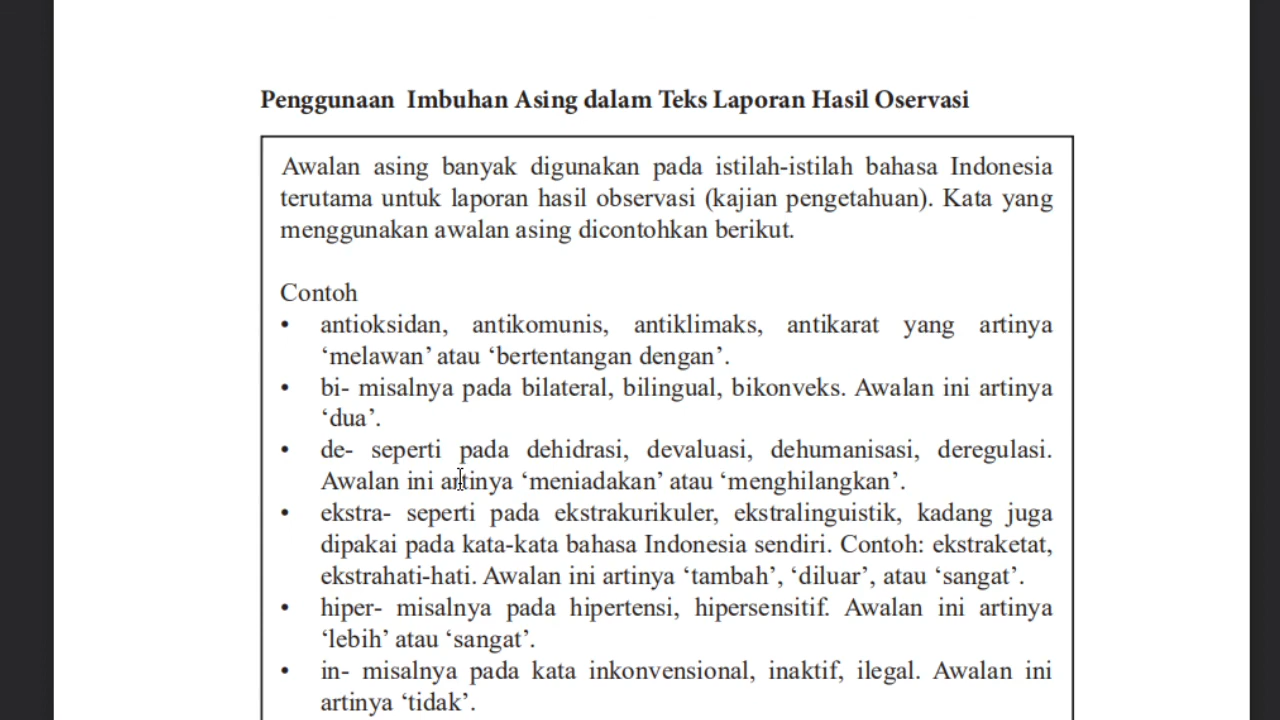 Penggunaan Imbuhan Asing dalam Teks Laporan Hasil Oservasi
Awalan asing banyak digunakan pada istilah-istilah bahasa Indonesia
terutama untuk laporan hasil observasi (kajian pengetahuan). Kata yang
menggunakan awalan asing dicontohkan berikut.
Contoh
• antioksidan, antikomunis, antiklimaks, antikarat yang artinya
‘melawan’ atau ‘bertentangan dengan’.
• bi- misalnya pada bilateral, bilingual, bikonveks. Awalan ini artinya
‘dua’.
• de- seperti pada dehidrasi, devaluasi, dehumanisasi, deregulasi.
Awalan ini artinya ‘meniadakan’ atau ‘menghilangkan’.
• ekstra- seperti pada ekstrakurikuler, ekstralinguistik, kadang juga
dipakai pada kata-kata bahasa Indonesia sendiri. Contoh: ekstraketat,
ekstrahati-hati. Awalan ini artinya ‘tambah’, ‘diluar’, atau ‘sangat’.
• hiper- misalnya pada hipertensi, hipersensitif. Awalan ini artinya
‘lebih’ atau ‘sangat’.
• in- misalnya pada kata inkonvensional, inaktif, ilegal. Awalan ini
artinya ‘tidak’.